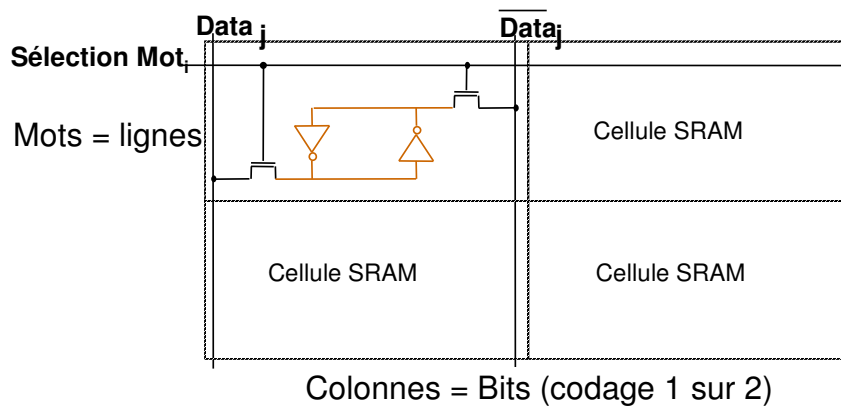 Data j
Data j
Sélection Mot i
Mots = lignes
Cellule SRAM
Cellule SRAM
Cellule SRAM
Colonnes = Bits (codage 1 sur 2)